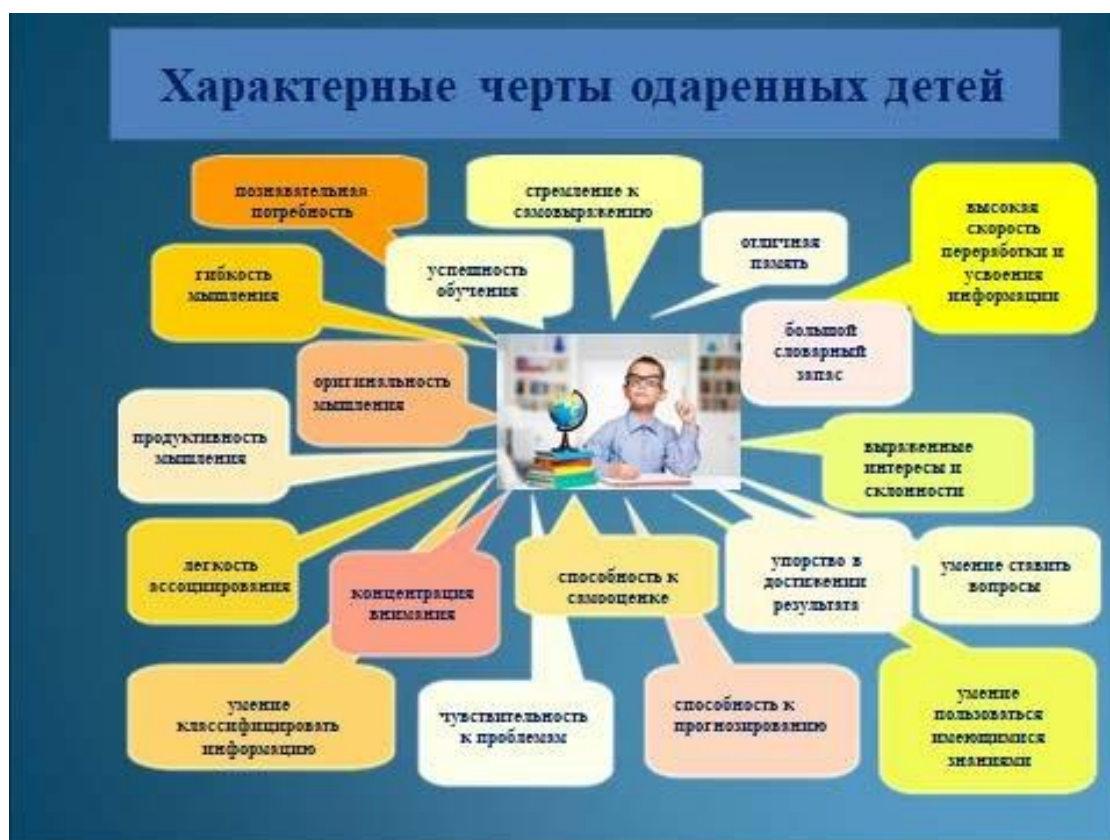 Характерные черты одаренных детей
познавательная
потребность
стремление к
самовыражению
отличная
память
высокая
скорость
переработки и
усвоения
информации
гибкость
мышления
успешность
обучения
большой
словарный
запас
оригинальность
мышления
продуктивность
мышления
выраженные
интересы и
склонности
легкость
ассоциирования
концентрация
внимания
способность к
самооценке
упорство в
достижении
результата
умение ставить
вопросы
умение
классифицировать
информацию
чувствительность
к проблемам
способность к
прогнозированию
умение
пользоваться
имеющимися
знаниями